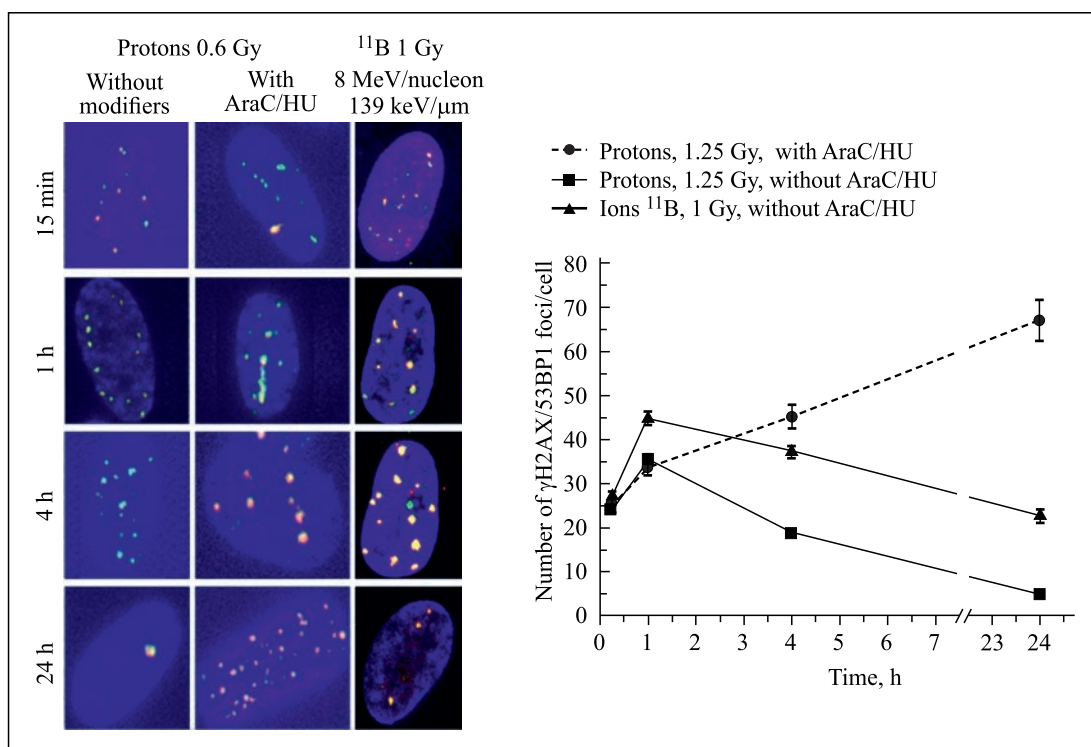 Protons 0.6 Gy
¹¹B 1 Gy
Without
modifiers
With
AraC/HU
8 MeV/nucleon
139 keV/μm
15 min
1 h
4 h
24 h
Protons, 1.25 Gy, with AraC/HU
Protons, 1.25 Gy, without AraC/HU
Ions ¹¹B, 1 Gy, without AraC/HU
Number of γH2AX/53BP1 foci/cell
80
70
60
50
40
30
20
10
0
0 1 2 3 4 5 6 7 23 24
Time, h